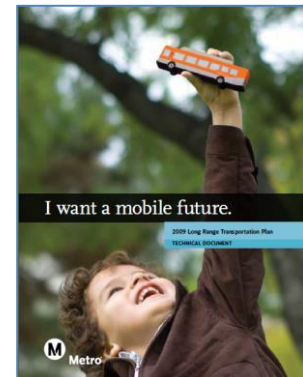 I want a mobile future.
2009 Long Range Transportation Plan
TECHNICAL DOCUMENT
M Metro